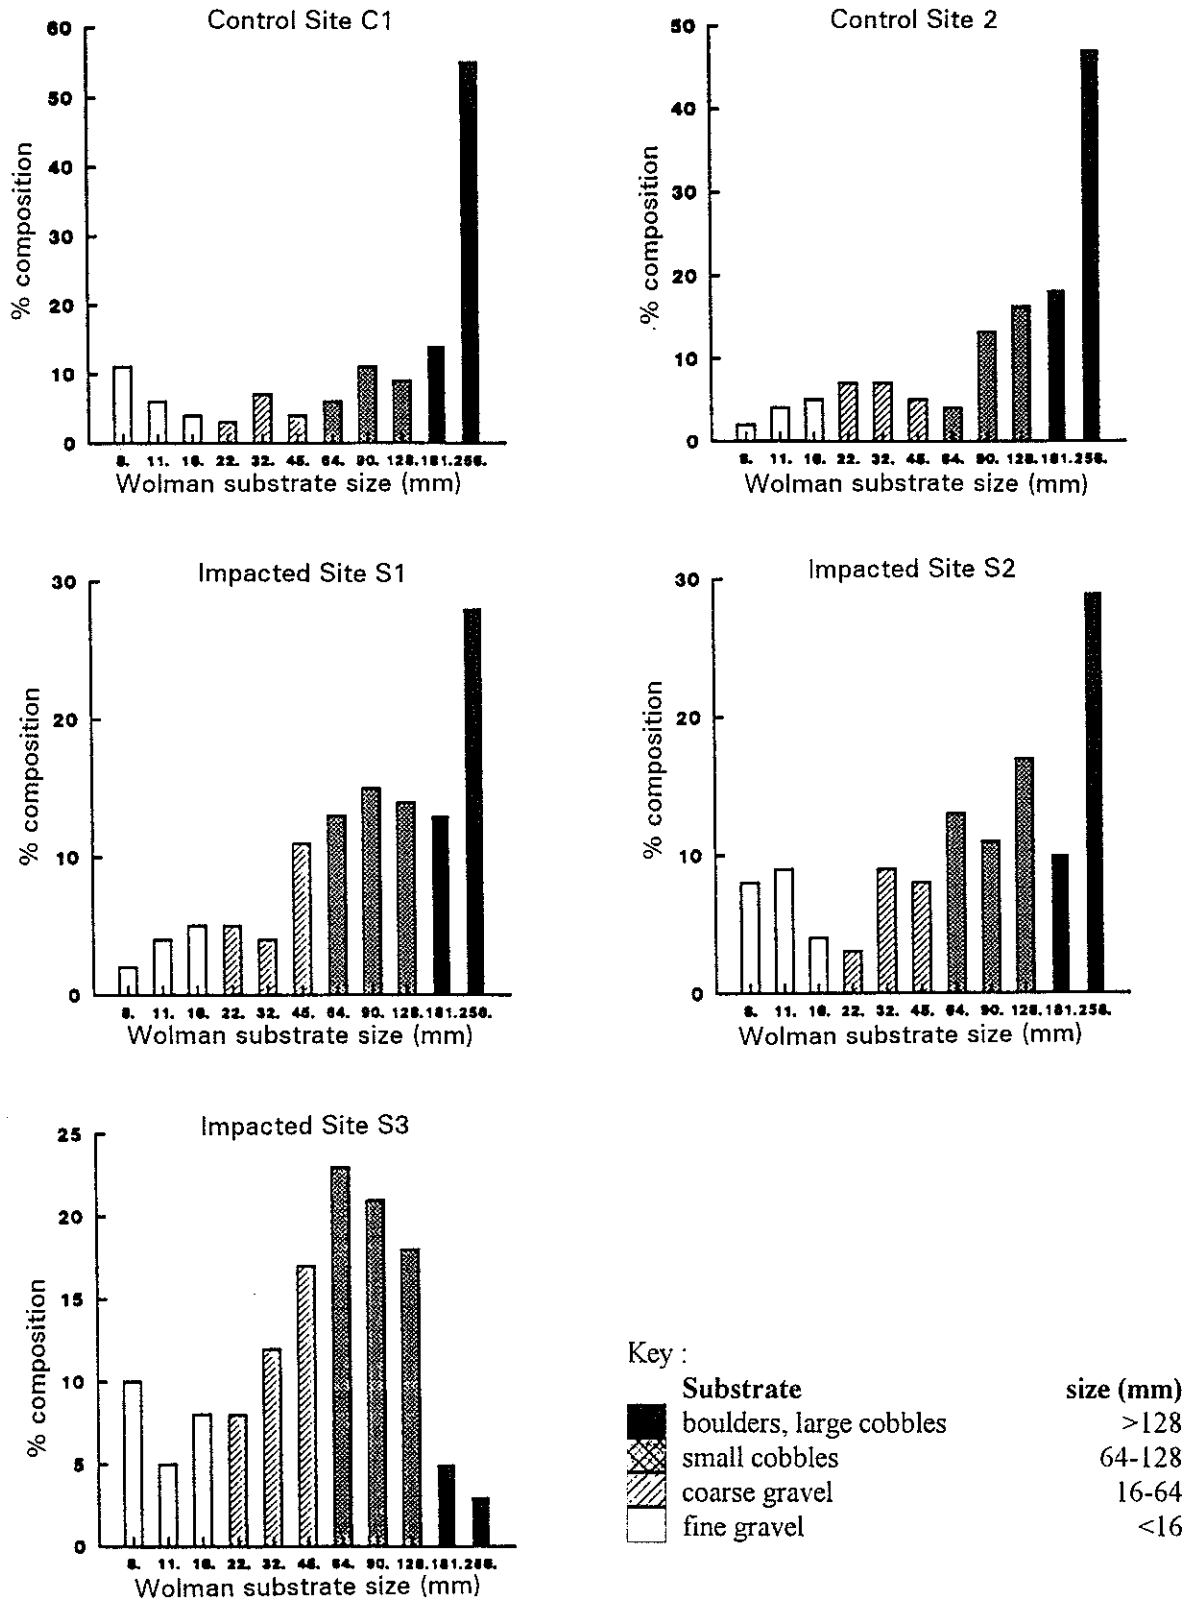 Control Site C1
60
50
40
30
20
10
0
% composition
8. 11. 16. 22. 32. 45. 64. 90. 128. 181. 256.
Wolman substrate size (mm)
Control Site 2
50
40
30
20
10
0
% composition
8. 11. 16. 22. 32. 45. 64. 90. 128. 181. 256.
Wolman substrate size (mm)
Impacted Site S1
30
20
10
0
% composition
8. 11. 16. 22. 32. 45. 64. 90. 128. 181. 256.
Wolman substrate size (mm)
Impacted Site S2
30
20
10
0
% composition
8. 11. 16. 22. 32. 45. 64. 90. 128. 181. 256.
Wolman substrate size (mm)
Impacted Site S3
25
20
15
10
5
0
% composition
8. 11. 16. 22. 32. 45. 64. 90. 128. 181. 256.
Wolman substrate size (mm)
Key :
Substrate size (mm)
boulders, large cobbles >128
small cobbles 64-128
coarse gravel 16-64
fine gravel <16